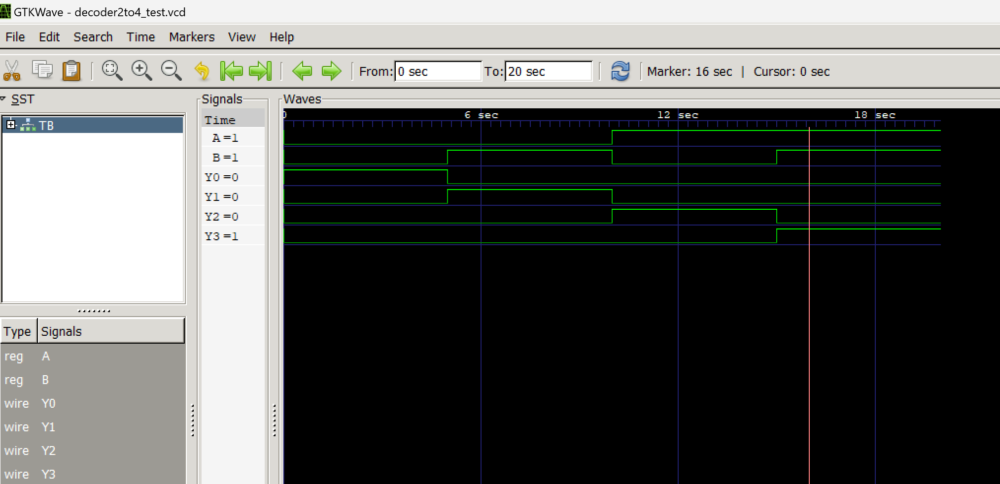 GTKWave - decoder2to4_test.vcd
File Edit Search Time Markers View Help
From: 0 sec To: 20 sec Marker: 16 sec | Cursor: 0 sec
SST
TB
Type Signals
reg A
reg B
wire Y0
wire Y1
wire Y2
wire Y3
Signals
Time
A =1
B =1
Y0 =0
Y1 =0
Y2 =0
Y3 =1
Waves
0 6 sec 12 sec 18 sec